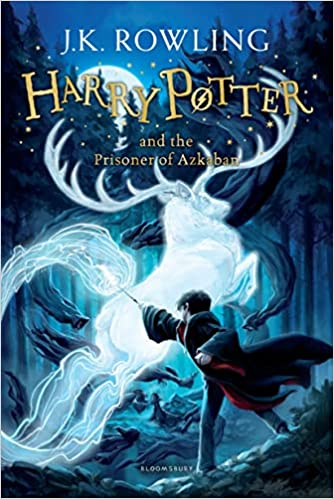 J.K. ROWLING
HARRY POTTER
and the
Prisoner of Azkaban
BLOOMSBURY